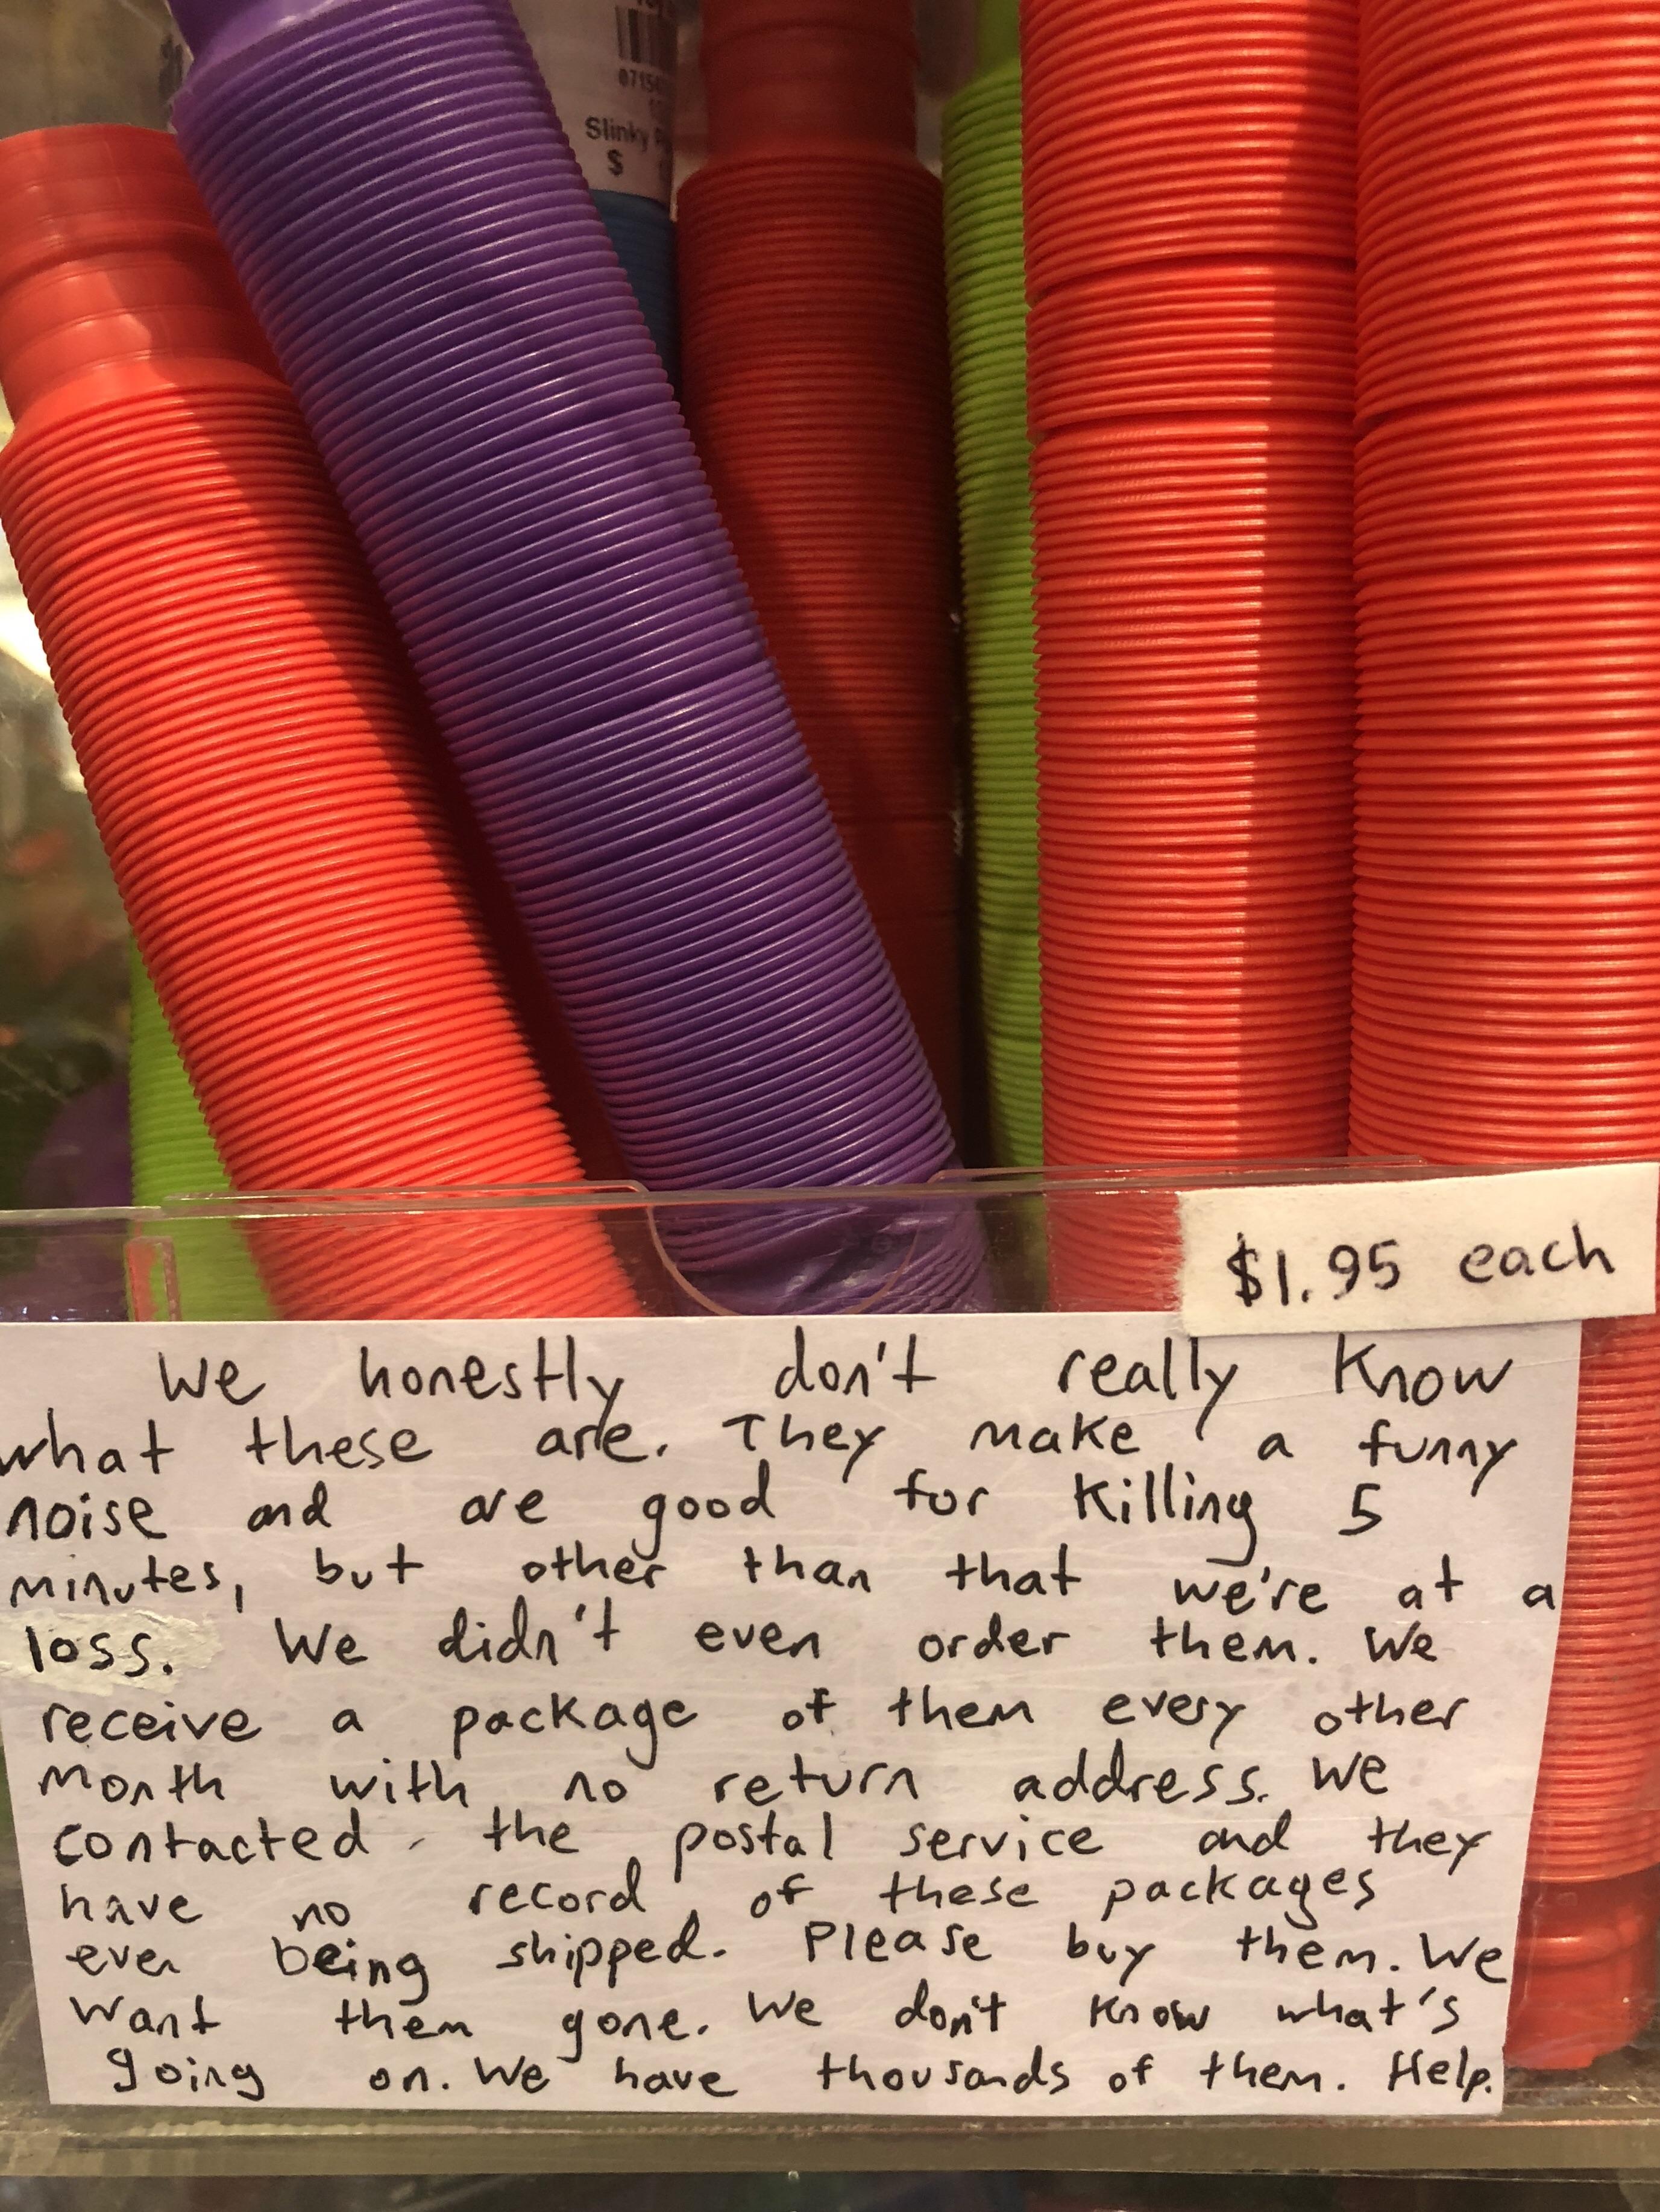 Slinky
$
$1.95 each
We honestly don't really know
what these are. They make a funny
noise and are good for killing 5
minutes, but other than that we're at a
loss. We didn't even order them. We
receive a package of them every other
month with no return address. We
contacted the postal service and they
have no record of these packages
ever being shipped. Please buy them. We
want them gone. We don't know what's
going on. We have thousands of them. Help.